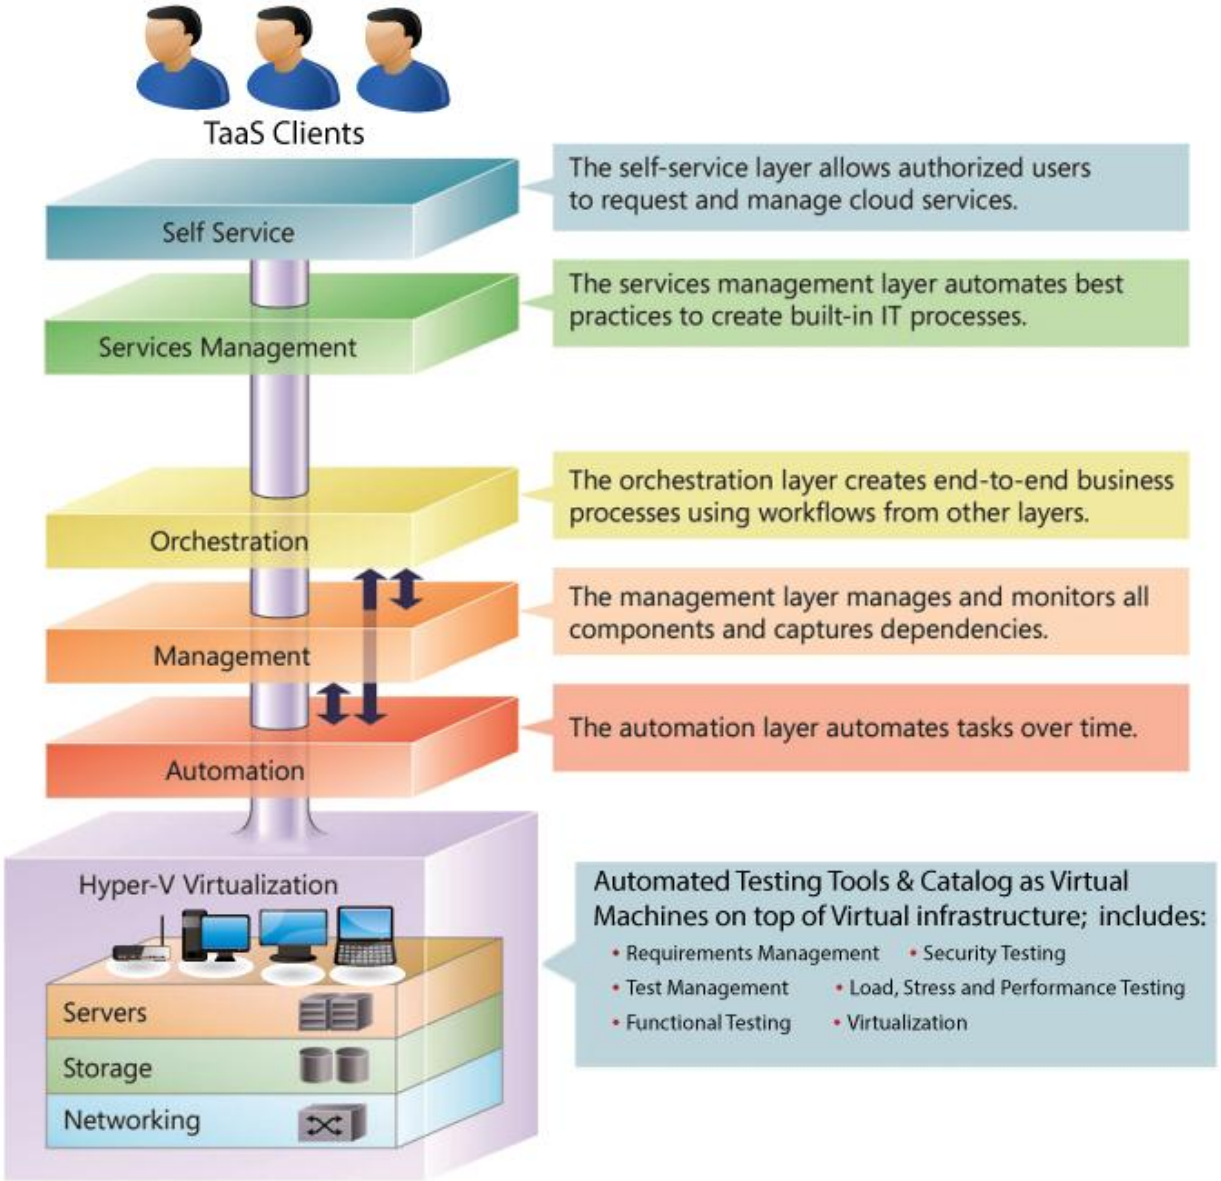 TaaS Clients
The self-service layer allows authorized users
to request and manage cloud services.
Self Service
The services management layer automates best
practices to create built-in IT processes.
Services Management
The orchestration layer creates end-to-end business
processes using workflows from other layers.
Orchestration
The management layer manages and monitors all
components and captures dependencies.
Management
The automation layer automates tasks over time.
Automation
Hyper-V Virtualization
Automated Testing Tools & Catalog as Virtual
Machines on top of Virtual infrastructure; includes:
• Requirements Management • Security Testing
• Test Management • Load, Stress and Performance Testing
• Functional Testing • Virtualization
Servers
Storage
Networking